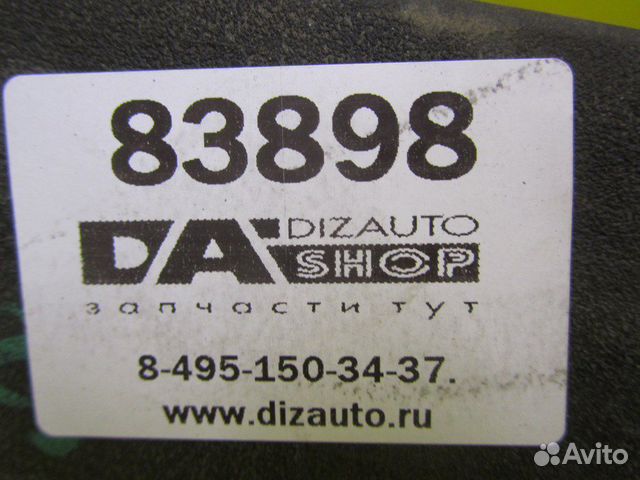 83898
DA DIZAUTO
SHOP
запчасти тут
8-495-150-34-37.
www.dizauto.ru
Avito